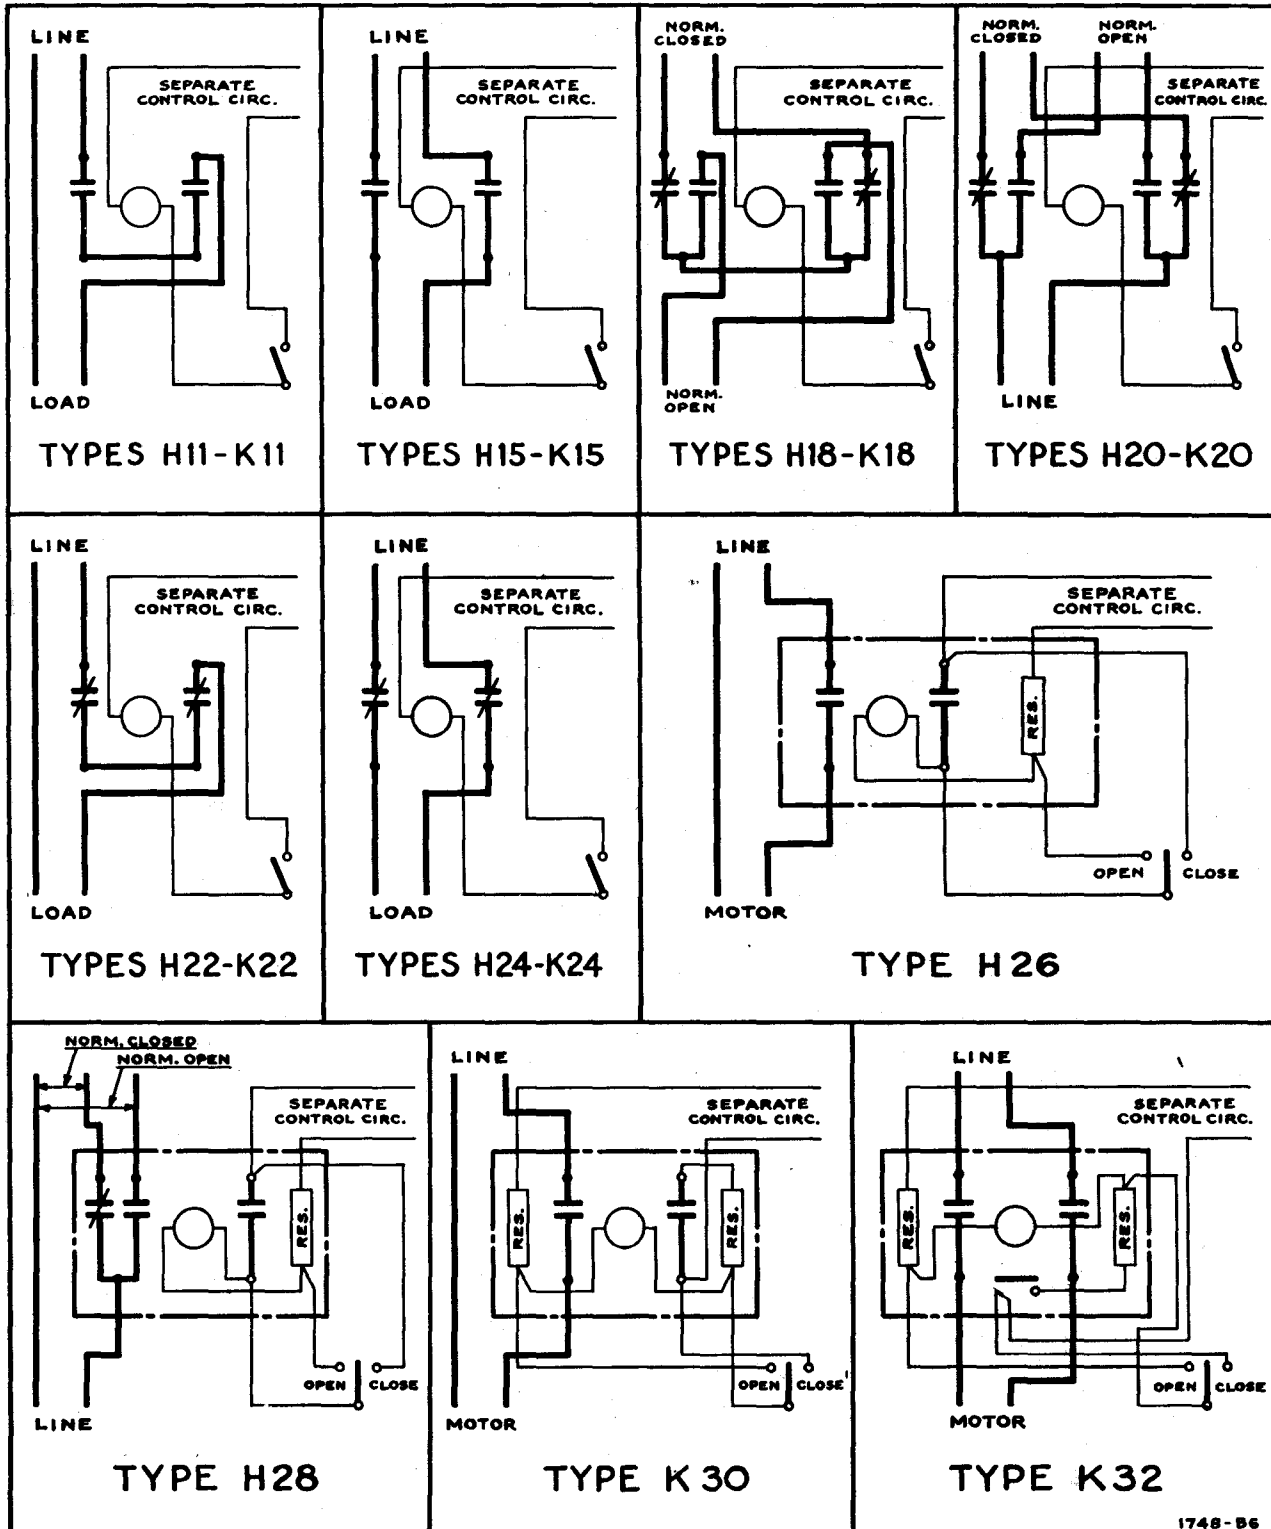 LINE
SEPARATE
CONTROL CIRC.
LOAD
TYPES H11-K11
LINE
SEPARATE
CONTROL CIRC.
LOAD
TYPES H15-K15
NORM.
CLOSED
SEPARATE
CONTROL CIRC.
NORM.
OPEN
TYPES H18-K18
NORM.
CLOSED
NORM.
OPEN
SEPARATE
CONTROL CIRC.
LINE
TYPES H20-K20
LINE
SEPARATE
CONTROL CIRC.
LOAD
TYPES H22-K22
LINE
SEPARATE
CONTROL CIRC.
LOAD
TYPES H24-K24
LINE
SEPARATE
CONTROL CIRC.
RES.
OPEN
CLOSE
MOTOR
TYPE H26
NORM. CLOSED
NORM. OPEN
SEPARATE
CONTROL CIRC.
RES.
OPEN
CLOSE
LINE
TYPE H28
LINE
SEPARATE
CONTROL CIRC.
RES.
RES.
OPEN
CLOSE
MOTOR
TYPE K30
LINE
SEPARATE
CONTROL CIRC.
RES.
RES.
OPEN
CLOSE
MOTOR
TYPE K32
1748-B6